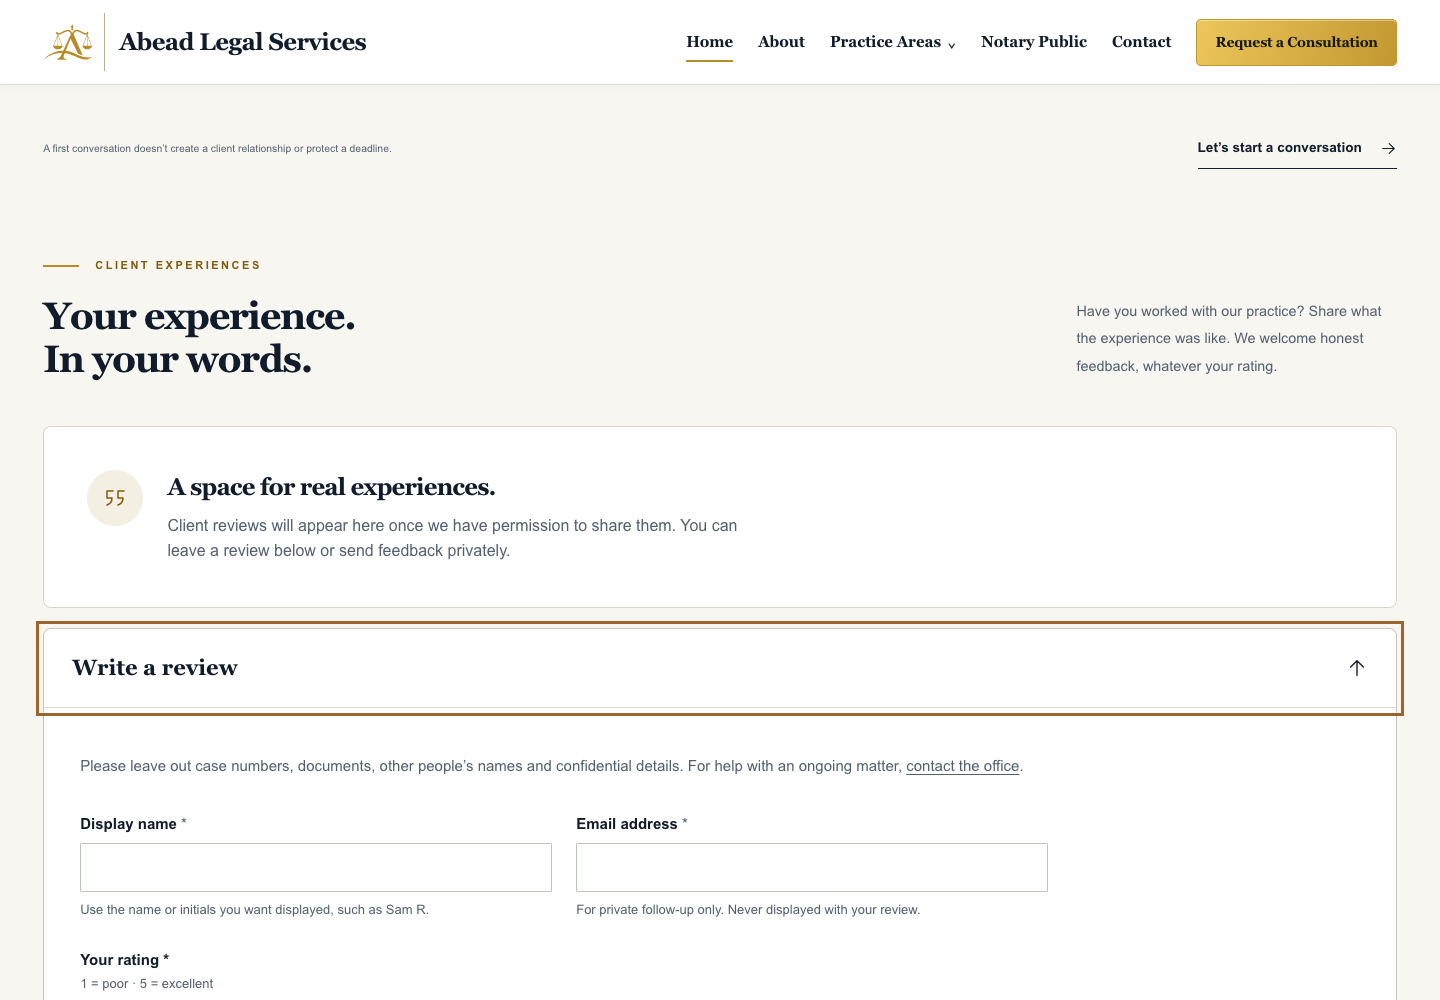 Abead Legal Services
Home
About
Practice Areas
Notary Public
Contact
Request a Consultation
A first conversation doesn’t create a client relationship or protect a deadline.
Let’s start a conversation
CLIENT EXPERIENCES
Your experience.
In your words.
Have you worked with our practice? Share what
the experience was like. We welcome honest
feedback, whatever your rating.
A space for real experiences.
Client reviews will appear here once we have permission to share them. You can
leave a review below or send feedback privately.
Write a review
Please leave out case numbers, documents, other people’s names and confidential details. For help with an ongoing matter, contact the office.
Display name *
Email address *
Use the name or initials you want displayed, such as Sam R.
For private follow-up only. Never displayed with your review.
Your rating *
1 = poor · 5 = excellent